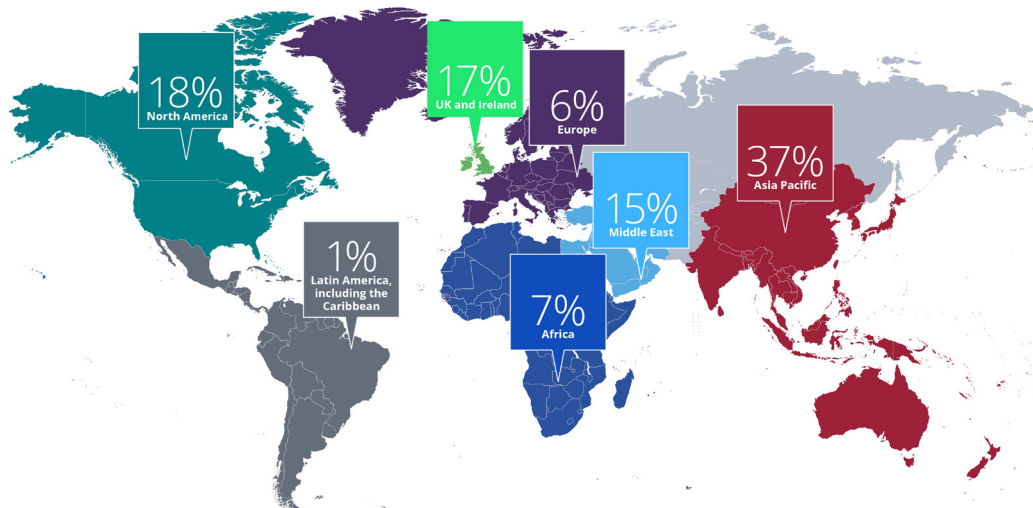 18%
North America
17%
UK and Ireland
6%
Europe
37%
Asia Pacific
15%
Middle East
1%
Latin America,
including the
Caribbean
7%
Africa